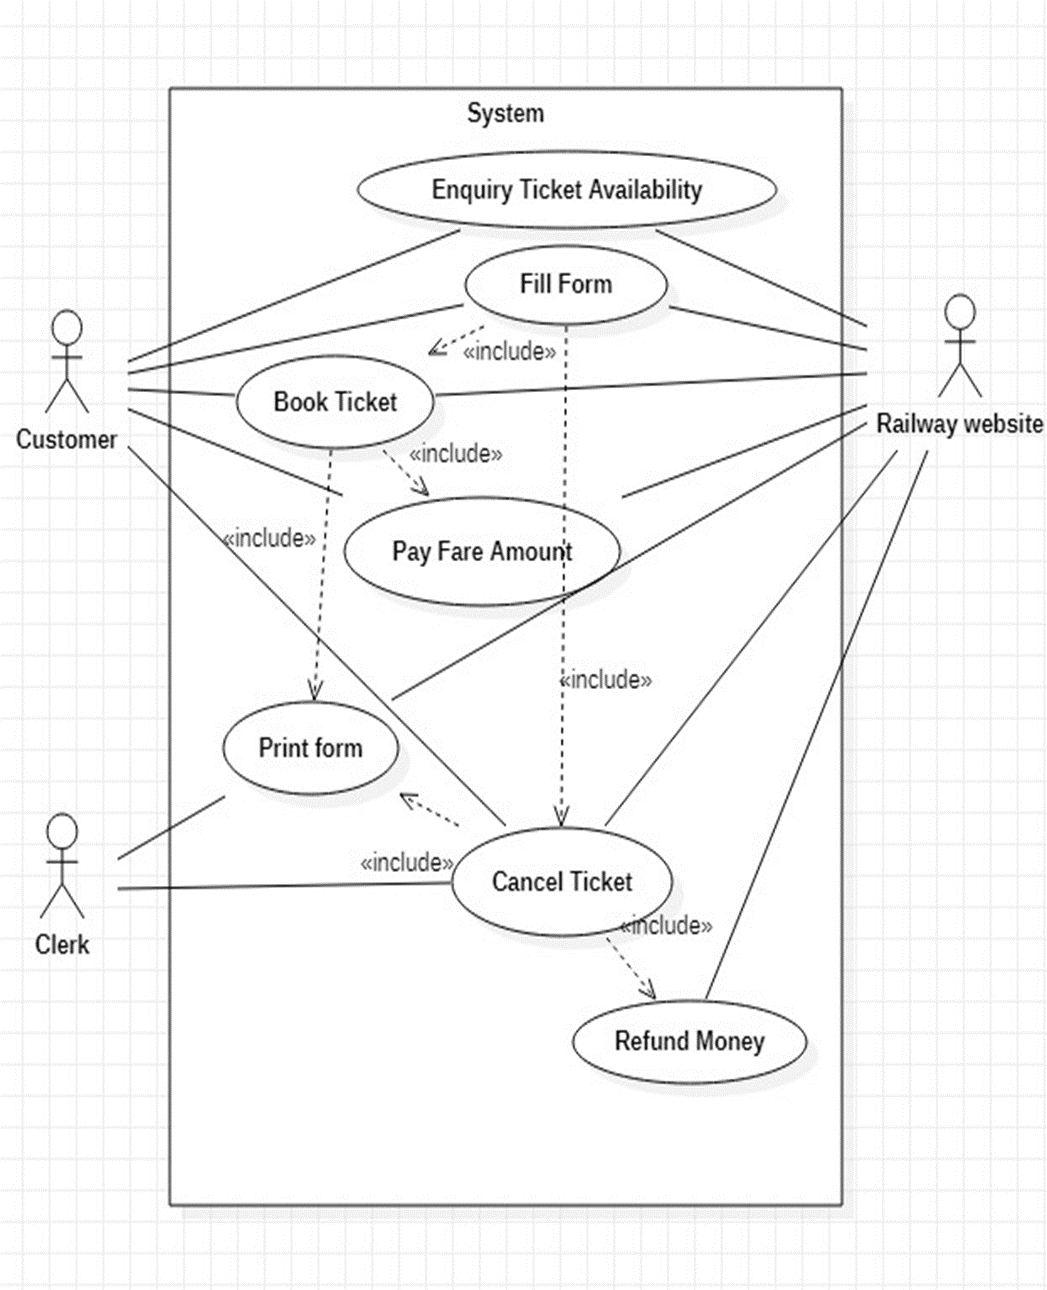 System
Enquiry Ticket Availability
Fill Form
«include»
Book Ticket
Customer
Railway website
«include»
«include»
Pay Fare Amount
«include»
Print form
«include»
Cancel Ticket
«include»
Clerk
Refund Money